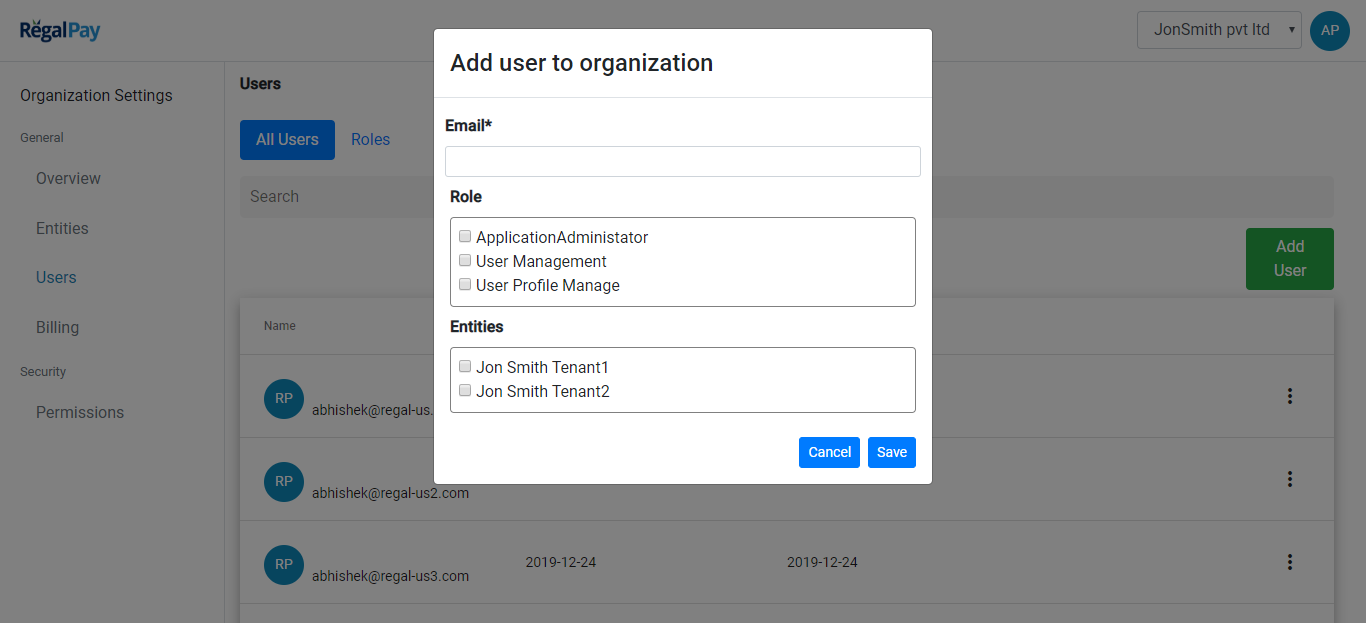 RegalPay
JonSmith pvt ltd
AP
Organization Settings
General
Overview
Entities
Users
Billing
Security
Permissions
Users
All Users
Roles
Search
Add
User
Name
RP
abhishek@regal-us.
RP
abhishek@regal-us2.com
RP
abhishek@regal-us3.com
2019-12-24
2019-12-24
Add user to organization
Email*
Role
ApplicationAdministator
User Management
User Profile Manage
Entities
Jon Smith Tenant1
Jon Smith Tenant2
Cancel
Save